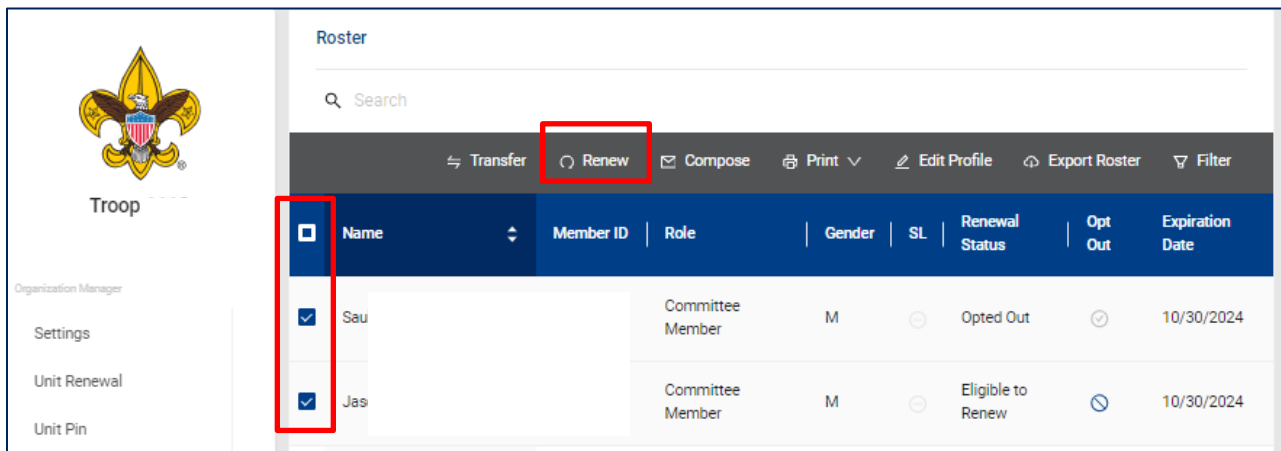 Roster
Search
Transfer Renew Compose Print Edit Profile Export Roster Filter
Troop
Name Member ID Role Gender SL Renewal Status Opt Out Expiration Date
Organization Manager
Settings
Unit Renewal
Unit Pin
Sau Committee Member M Opted Out 10/30/2024
Jas Committee Member M Eligible to Renew 10/30/2024